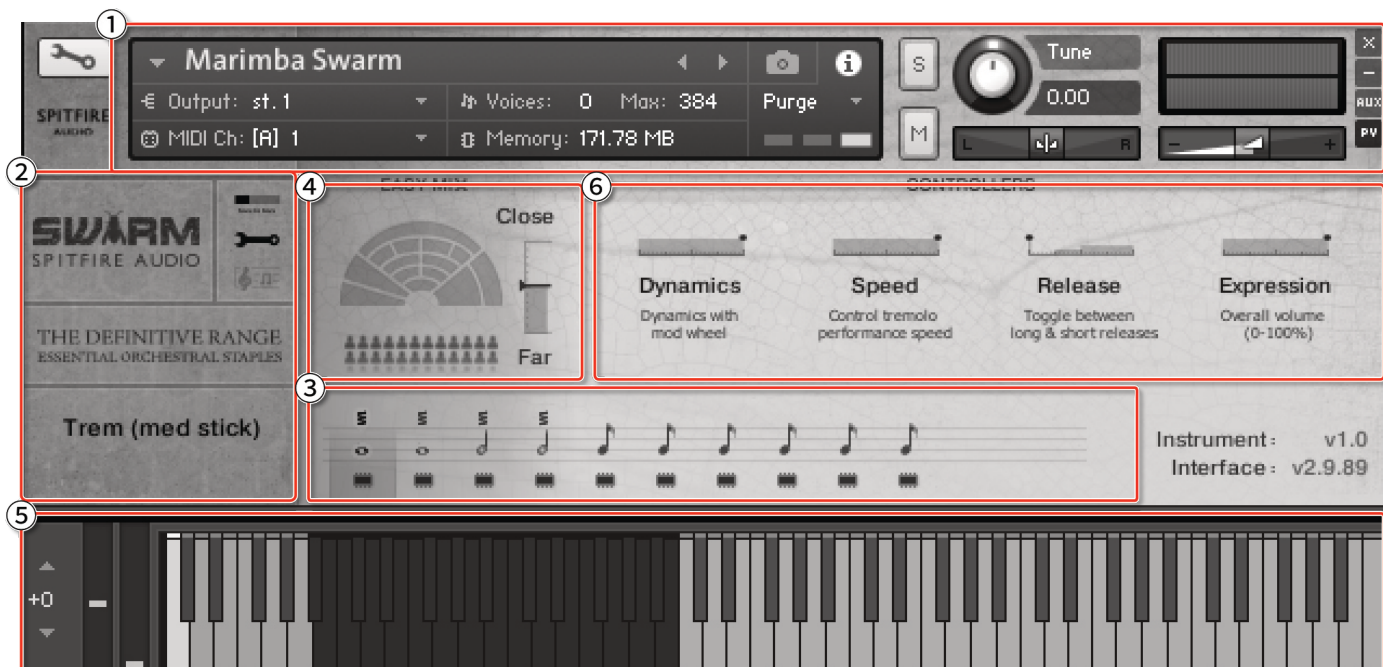 1
Marimba Swarm
S
Tune
X
−
Output: st.1
Voices: 0 Max: 384
Purge
0.00
AUX
SPITFIRE
AUDIO
MIDI Ch: [A] 1
Memory: 171.78 MB
M
L
R
−
+
PV
2
4
EASY MIX
6
CONTROLLERS
SWARM
SPITFIRE AUDIO
Close
Far
Dynamics
Dynamics with
mod wheel
Speed
Control tremolo
performance speed
Release
Toggle between
long & short releases
Expression
Overall volume
(0-100%)
THE DEFINITIVE RANGE
ESSENTIAL ORCHESTRAL STAPLES
3
Trem (med stick)
Instrument: v1.0
Interface: v2.9.89
5
+0